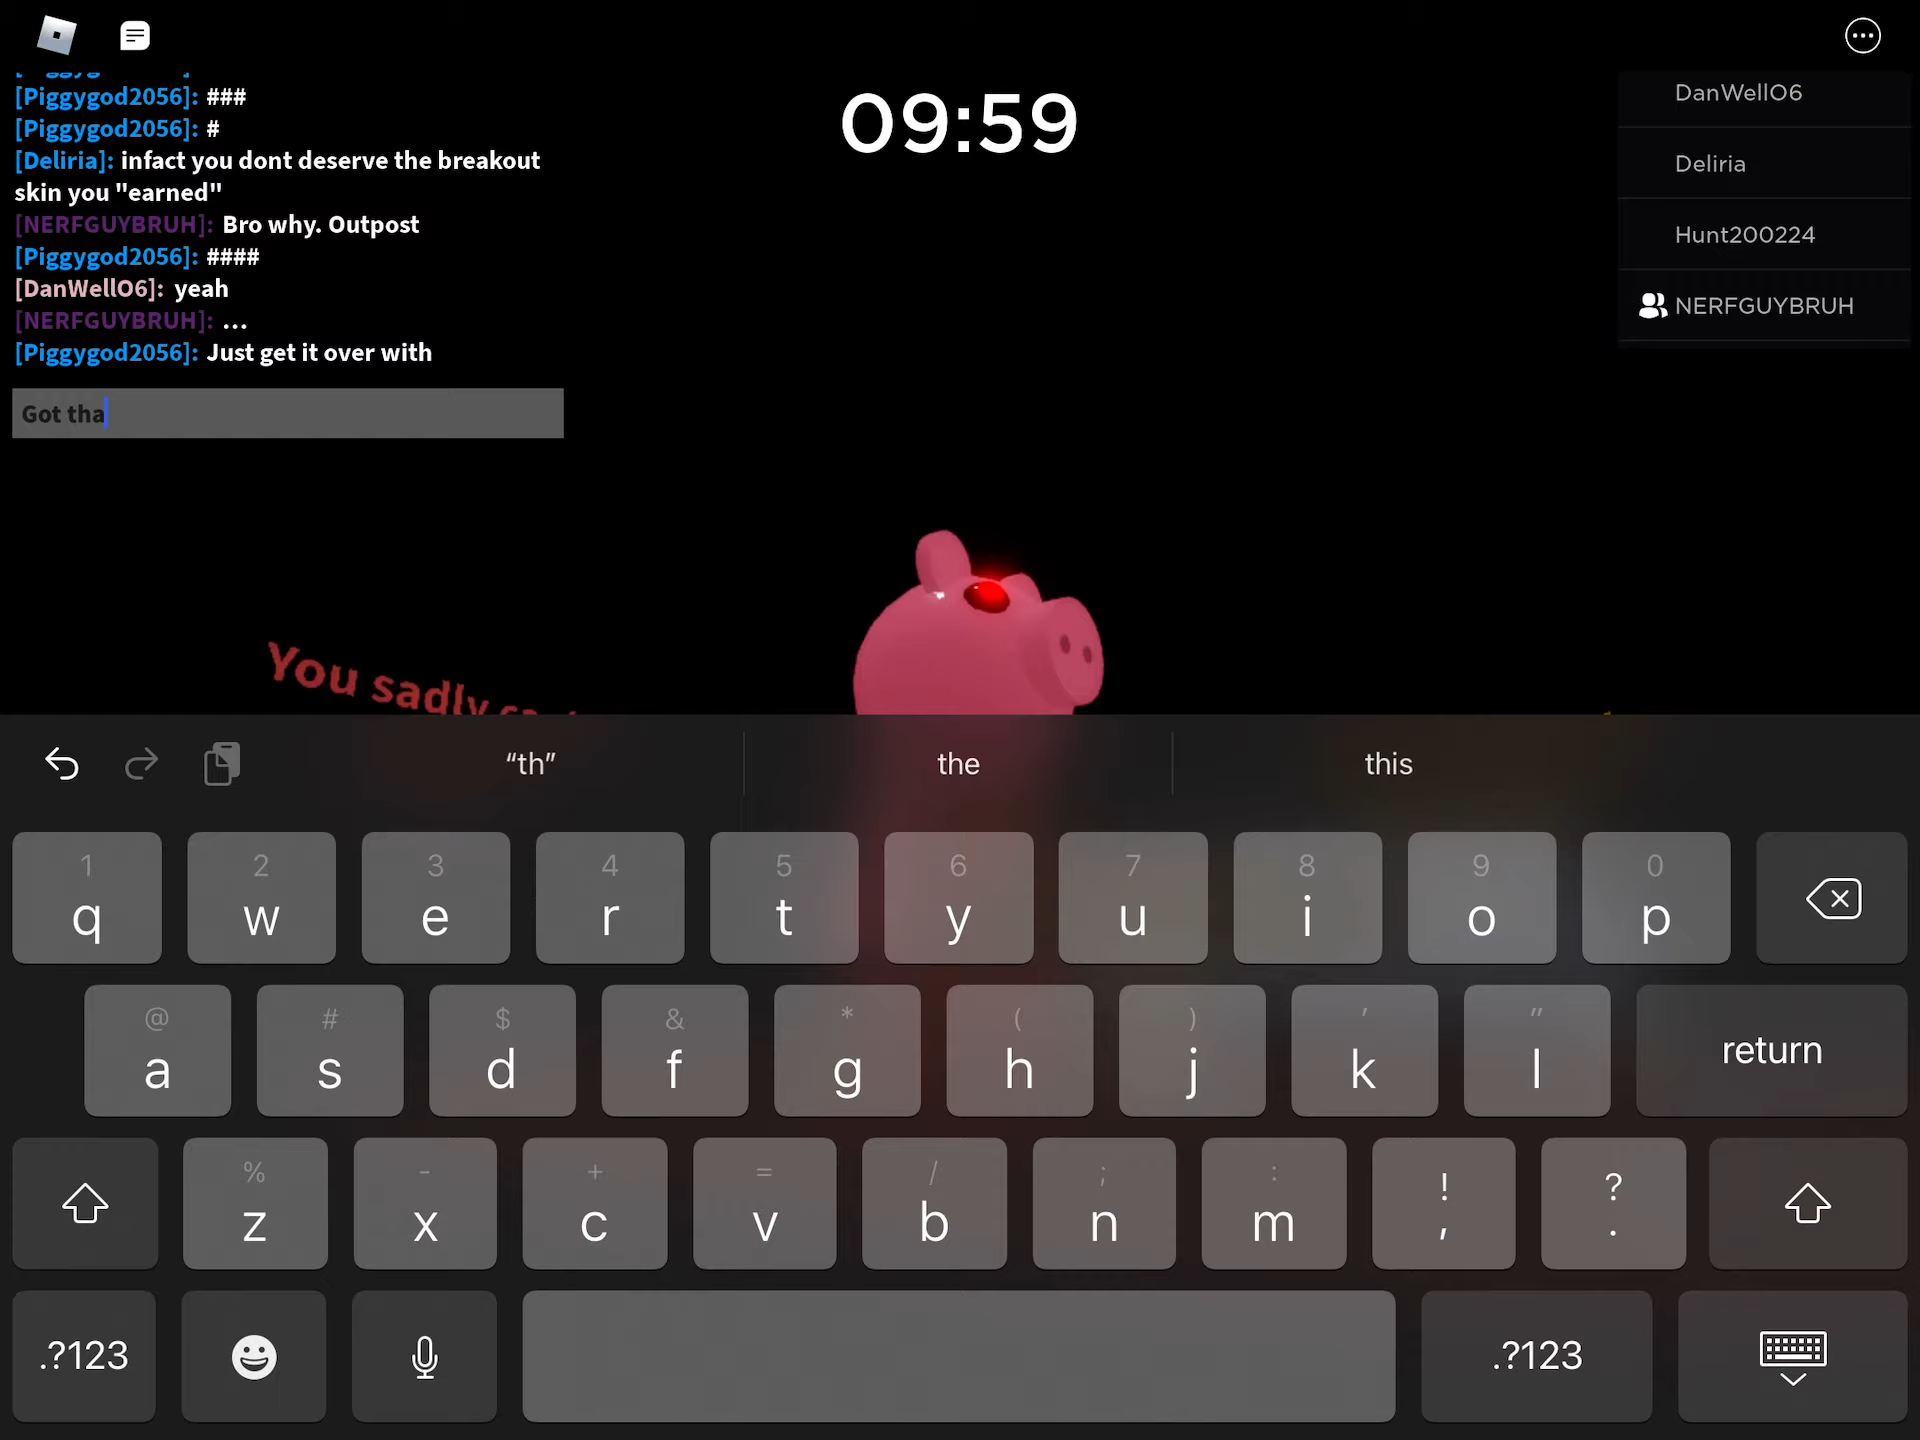 [Piggygod2056]: ###
[Piggygod2056]: #
[Deliria]: infact you dont deserve the breakout
skin you "earned"
[NERFGUYBRUH]: Bro why. Outpost
[Piggygod2056]: ####
[DanWellO6]: yeah
[NERFGUYBRUH]: ...
[Piggygod2056]: Just get it over with
Got tha
09:59
DanWellO6
Deliria
Hunt200224
NERFGUYBRUH
You sadly
“th” the this
1 2 3 4 5 6 7 8 9 0
q w e r t y u i o p
@ # $ & * ( ) ' "
a s d f g h j k l return
% - + = / ; : ! ?
z x c v b n m , .
.?123 .?123